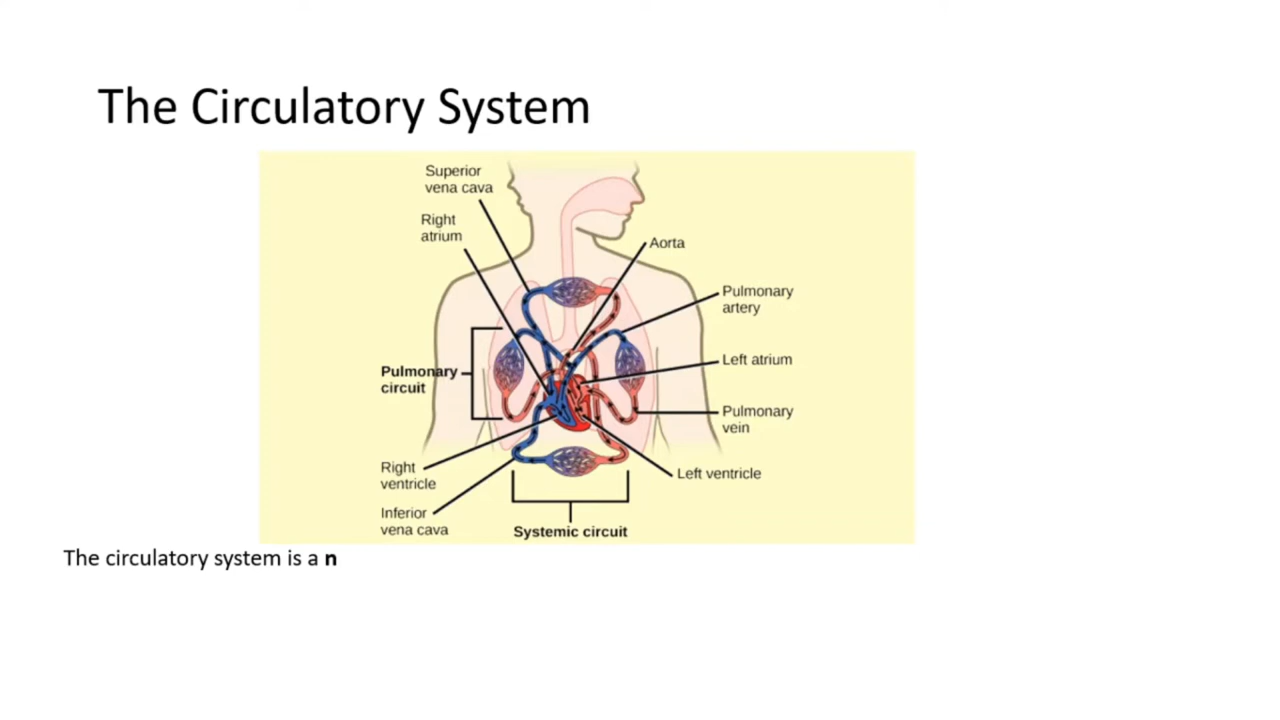 The Circulatory System
Superior
vena cava
Right
atrium
Aorta
Pulmonary
artery
Left atrium
Pulmonary
circuit
Pulmonary
vein
Right
ventricle
Left ventricle
Inferior
vena cava
Systemic circuit
The circulatory system is a n